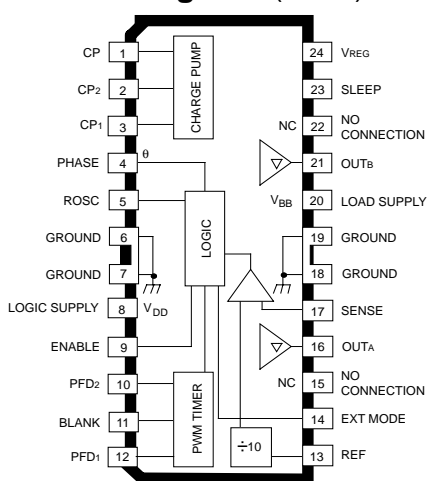 CP 1
CP2 2
CP1 3
PHASE 4 θ
ROSC 5
GROUND 6
GROUND 7
LOGIC SUPPLY 8 VDD
ENABLE 9
PFD2 10
BLANK 11
PFD1 12
CHARGE PUMP
LOGIC
PWM TIMER
÷10
24 VREG
23 SLEEP
NC 22 NO
CONNECTION
21 OUTB
VBB 20 LOAD SUPPLY
19 GROUND
18 GROUND
17 SENSE
16 OUTA
NC 15 NO
CONNECTION
14 EXT MODE
13 REF